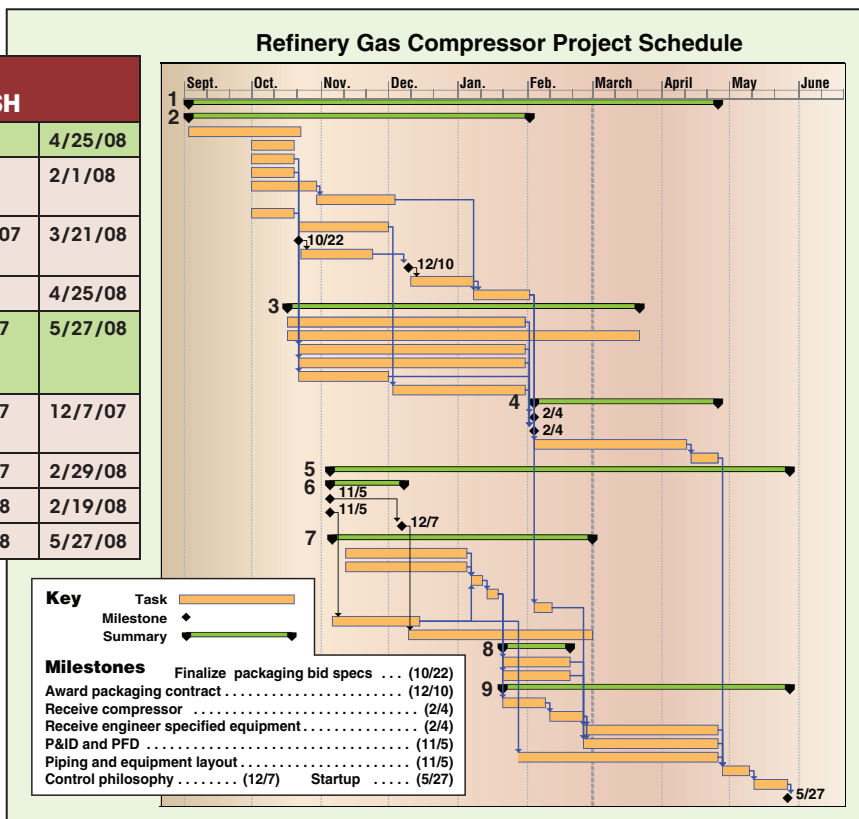 Refinery Gas Compressor Project Schedule
SH
4/25/08
2/1/08
07 3/21/08
4/25/08
7 5/27/08
7 12/7/07
7 2/29/08
8 2/19/08
8 5/27/08
Sept. Oct. Nov. Dec. Jan. Feb. March April May June
1
2
10/22
12/10
3
4
2/4
2/4
5
6
11/5
11/5
12/7
7
8
9
5/27
Key
Task
Milestone
Summary
Milestones Finalize packaging bid specs ... (10/22)
Award packaging contract ........................ (12/10)
Receive compressor ............................... (2/4)
Receive engineer specified equipment ............... (2/4)
P&ID and PFD .................................... (11/5)
Piping and equipment layout ....................... (11/5)
Control philosophy ........ (12/7) Startup ..... (5/27)